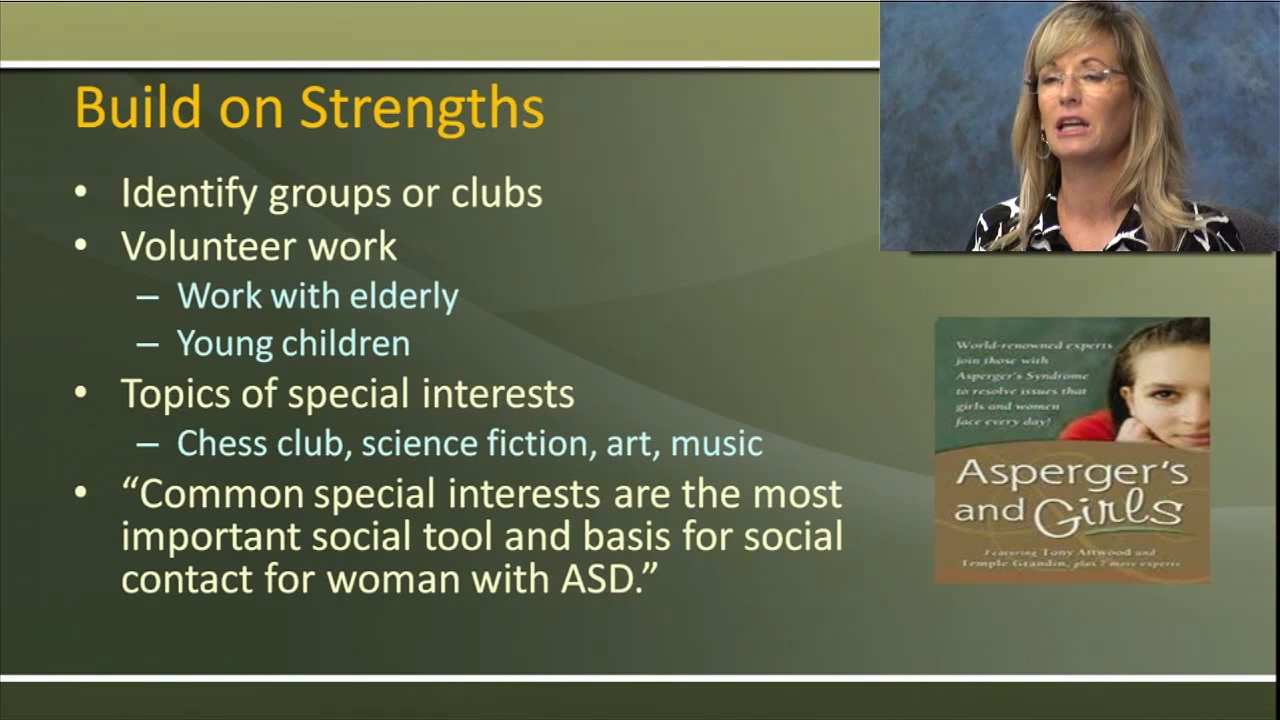 Build on Strengths
• Identify groups or clubs
• Volunteer work
– Work with elderly
– Young children
• Topics of special interests
– Chess club, science fiction, art, music
• “Common special interests are the most
important social tool and basis for social
contact for woman with ASD.”
World-renowned experts
join those with
Asperger's Syndrome
to resolve issues that
girls and women
face every day!
Asperger's
and Girls
Featuring Tony Attwood and
Temple Grandin, plus 7 more experts